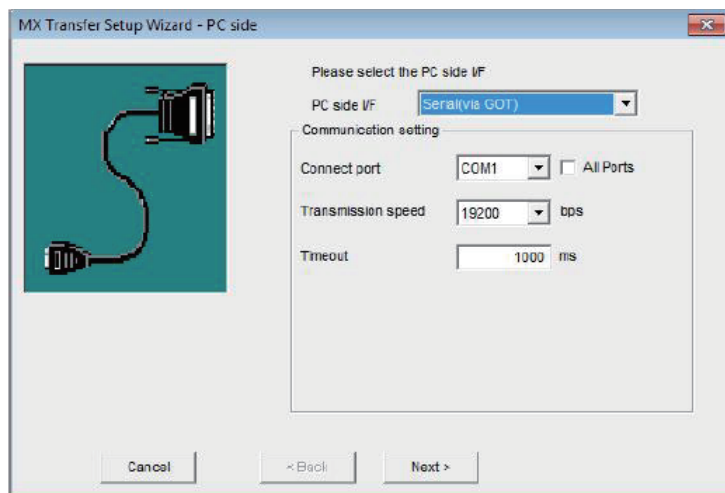 MX Transfer Setup Wizard - PC side
Please select the PC side I/F
PC side I/F Serial(via GOT)
Communication setting
Connect port COM1 All Ports
Transmission speed 19200 bps
Timeout 1000 ms
Cancel < Back Next >